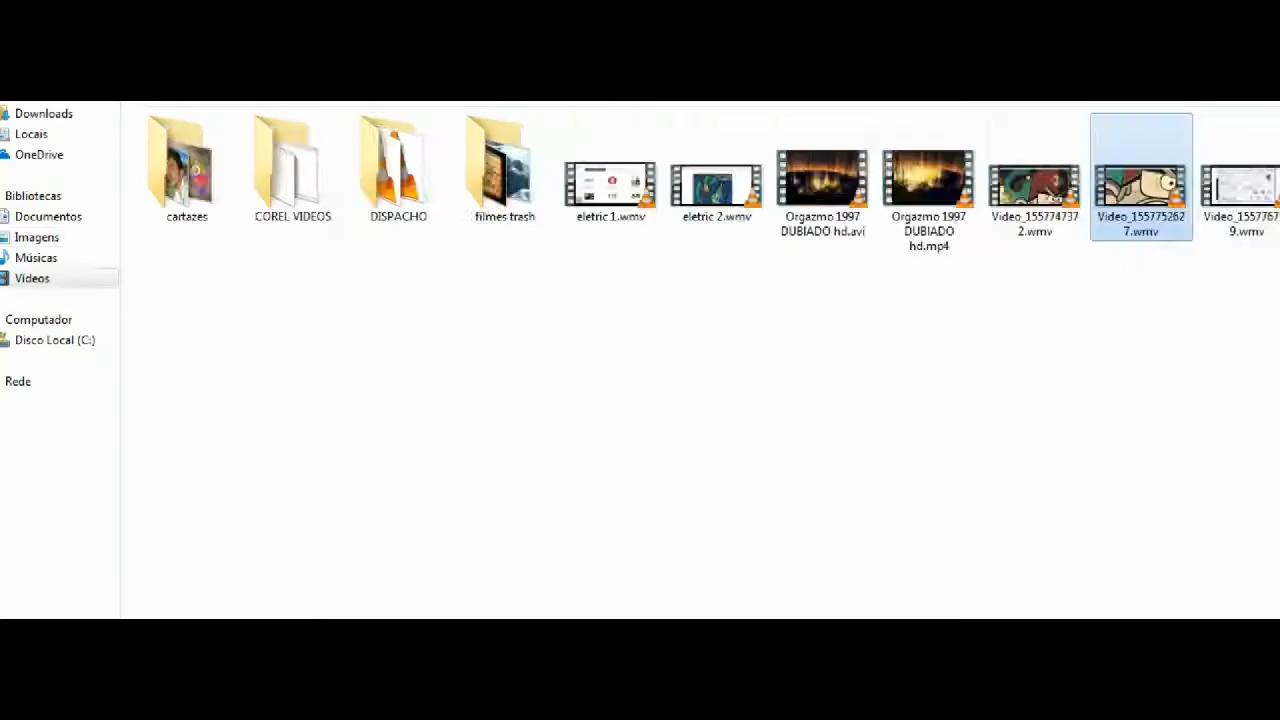 Downloads
Locais
OneDrive
Bibliotecas
Documentos
Imagens
Músicas
Vídeos
Computador
Disco Local (C:)
Rede
cartazes
COREL VIDEOS
DISPACHO
filmes trash
eletric 1.wmv
eletric 2.wmv
Orgazmo 1997
DUBIADO hd.avi
Orgazmo 1997
DUBIADO
hd.mp4
Video_155774737
2.wmv
Video_155775262
7.wmv
Video_1557767
9.wmv